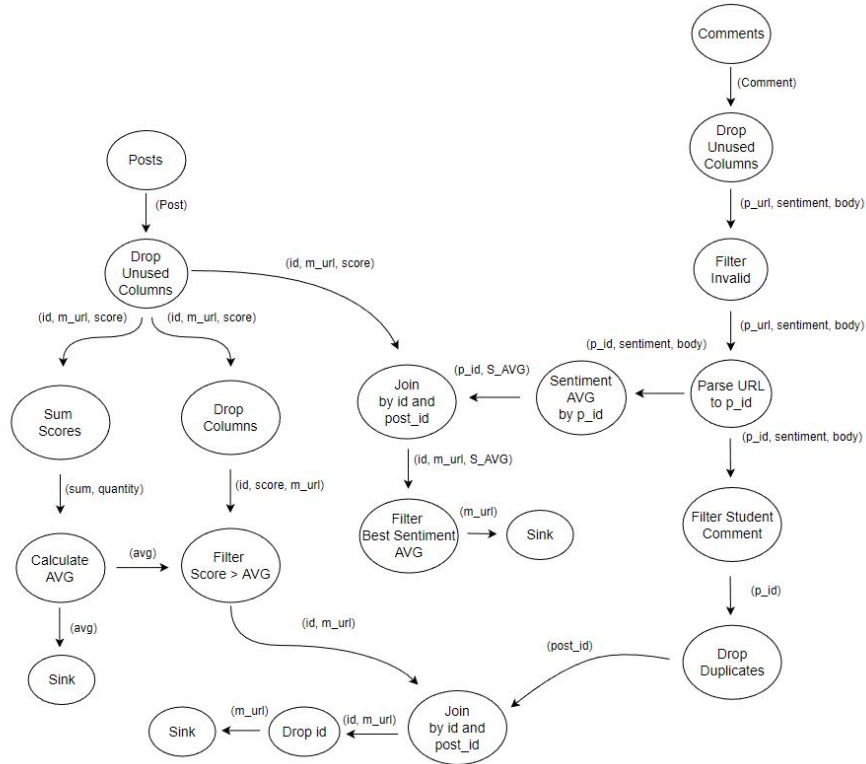 Comments
(Comment)
Drop
Unused
Columns
Posts
(Post)
(p_url, sentiment, body)
Drop
Unused
Columns
(id, m_url, score)
Filter
Invalid
(id, m_url, score)
(id, m_url, score)
(p_url, sentiment, body)
(p_id, sentiment, body)
(p_id, S_AVG)
Sum
Scores
Drop
Columns
Join
by id and
post_id
Sentiment
AVG
by p_id
Parse URL
to p_id
(p_id, sentiment, body)
(id, m_url, S_AVG)
(sum, quantity)
(id, score, m_url)
Filter
Best Sentiment
AVG
(m_url)
Sink
Filter Student
Comment
Calculate
AVG
(avg)
Filter
Score > AVG
(p_id)
(avg)
(id, m_url)
(post_id)
Sink
Drop
Duplicates
Join
by id and
post_id
(id, m_url)
Drop id
(m_url)
Sink